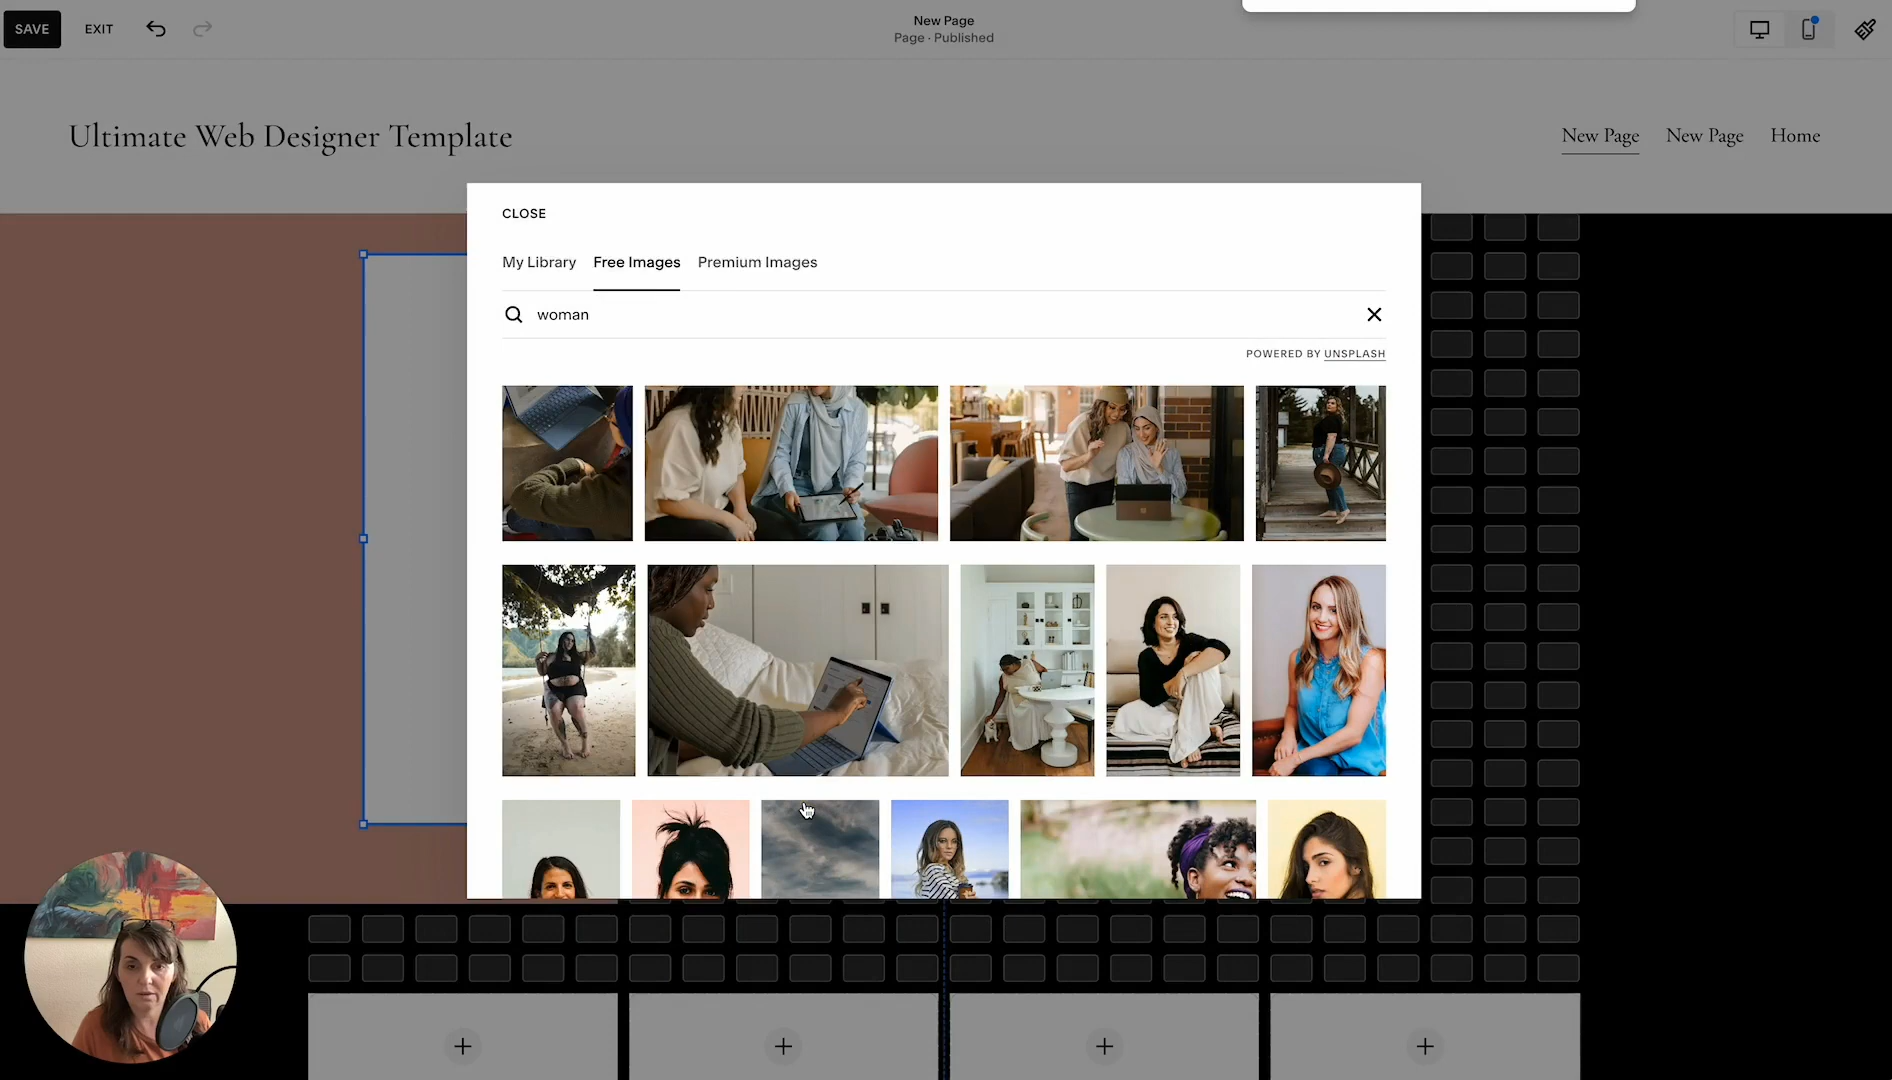 SAVE
EXIT
New Page
Page · Published
Ultimate Web Designer Template
New Page
New Page
Home
CLOSE
My Library
Free Images
Premium Images
woman
POWERED BY UNSPLASH